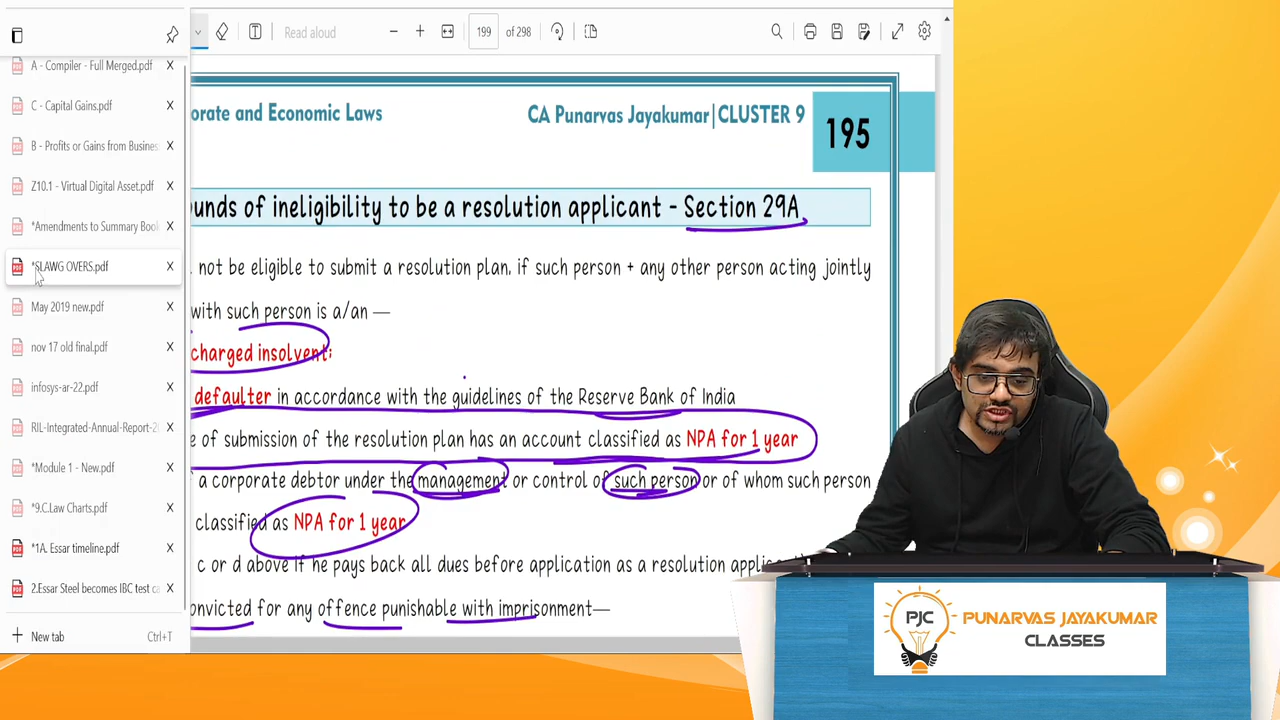 Read aloud
199
of 298
A - Compiler - Full Merged.pdf
C - Capital Gains.pdf
B - Profits or Gains from Busines
Z10.1 - Virtual Digital Asset.pdf
*Amendments to Summary Book
*SLAWG OVERS.pdf
May 2019 new.pdf
nov 17 old final.pdf
infosys-ar-22.pdf
RIL-Integrated-Annual-Report-2
*Module 1 - New.pdf
*9.C.Law Charts.pdf
*1A. Essar timeline.pdf
2.Essar Steel becomes IBC test ca
New tab
Ctrl+T
orate and Economic Laws
CA Punarvas Jayakumar|CLUSTER 9
195
ounds of ineligibility to be a resolution applicant - Section 29A
not be eligible to submit a resolution plan, if such person + any other person acting jointly
with such person is a/an —
charged insolvent;
defaulter in accordance with the guidelines of the Reserve Bank of India
e of submission of the resolution plan has an account classified as NPA for 1 year
f a corporate debtor under the management or control of such person or of whom such person
classified as NPA for 1 year
c or d above if he pays back all dues before application as a resolution applicant)
onvicted for any offence punishable with imprisonment—
PJC
PUNARVAS JAYAKUMAR
CLASSES